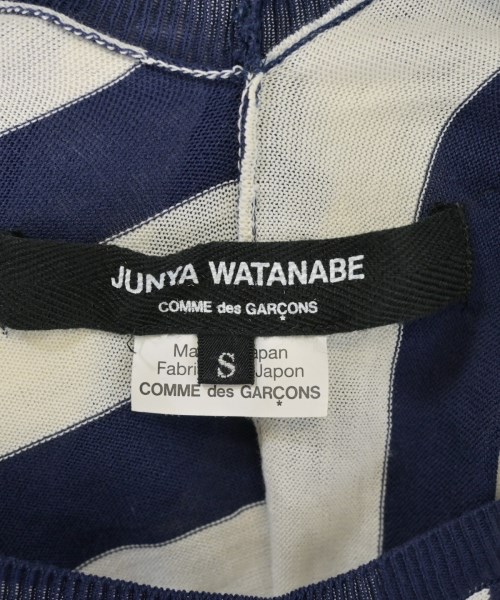 JUNYA WATANABE
COMME des GARÇONS
S
Ma apan
Fabri Japon
COMME des GARÇONS